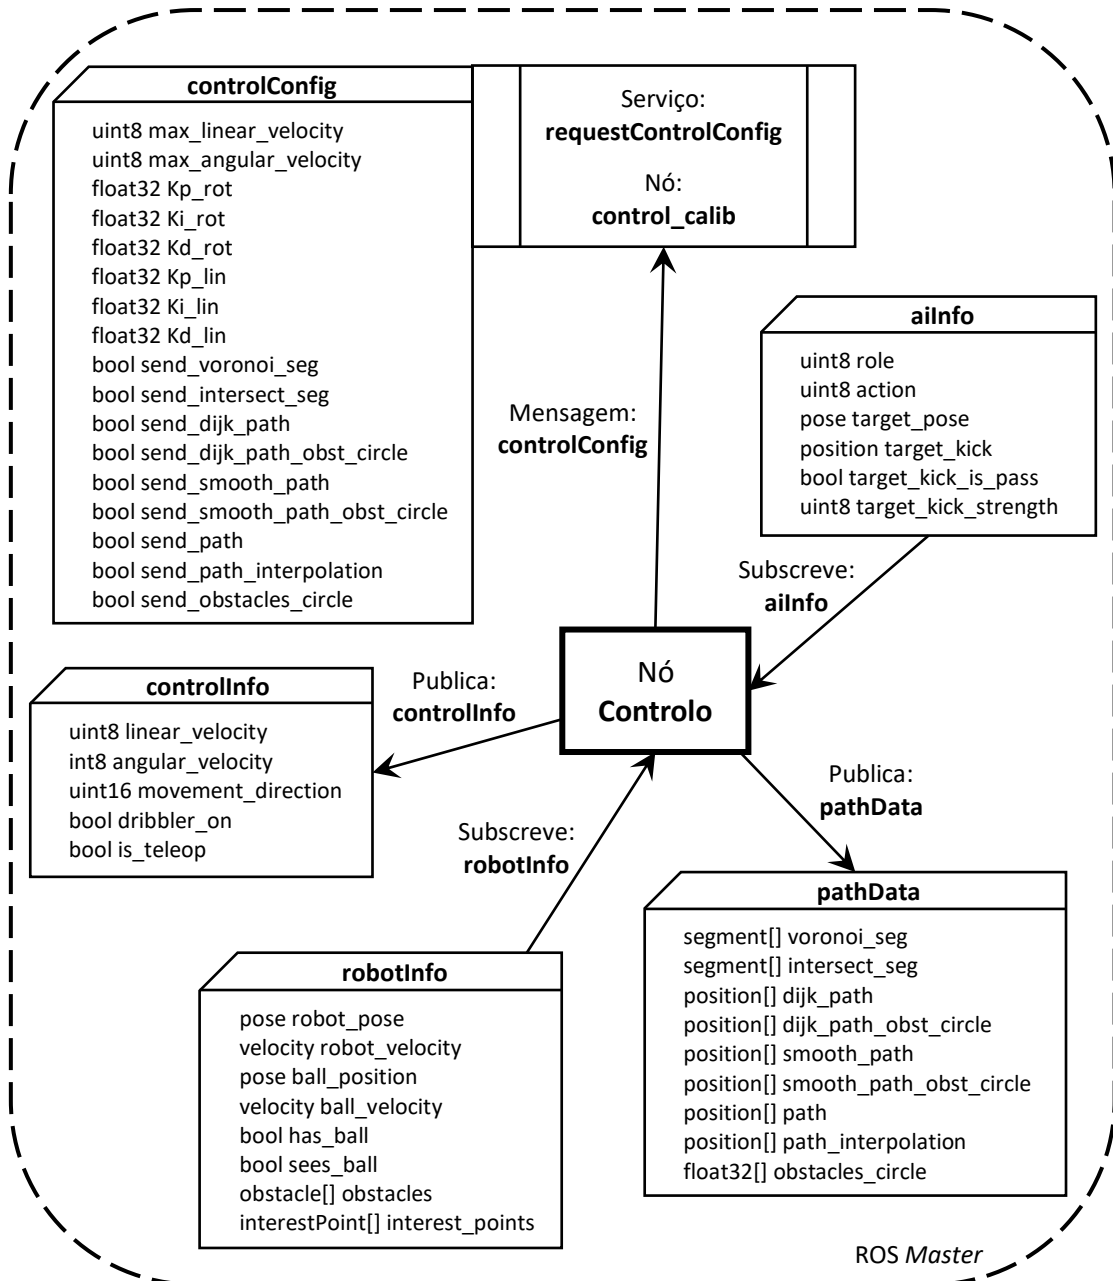 controlConfig
uint8 max_linear_velocity
uint8 max_angular_velocity
float32 Kp_rot
float32 Ki_rot
float32 Kd_rot
float32 Kp_lin
float32 Ki_lin
float32 Kd_lin
bool send_voronoi_seg
bool send_intersect_seg
bool send_dijk_path
bool send_dijk_path_obst_circle
bool send_smooth_path
bool send_smooth_path_obst_circle
bool send_path
bool send_path_interpolation
bool send_obstacles_circle
Serviço:
requestControlConfig
Nó:
control_calib
Mensagem:
controlConfig
aiInfo
uint8 role
uint8 action
pose target_pose
position target_kick
bool target_kick_is_pass
uint8 target_kick_strength
Subscreve:
aiInfo
Nó
Controlo
Publica:
controlInfo
controlInfo
uint8 linear_velocity
int8 angular_velocity
uint16 movement_direction
bool dribbler_on
bool is_teleop
Subscreve:
robotInfo
Publica:
pathData
robotInfo
pose robot_pose
velocity robot_velocity
pose ball_position
velocity ball_velocity
bool has_ball
bool sees_ball
obstacle[] obstacles
interestPoint[] interest_points
pathData
segment[] voronoi_seg
segment[] intersect_seg
position[] dijk_path
position[] dijk_path_obst_circle
position[] smooth_path
position[] smooth_path_obst_circle
position[] path
position[] path_interpolation
float32[] obstacles_circle
ROS Master